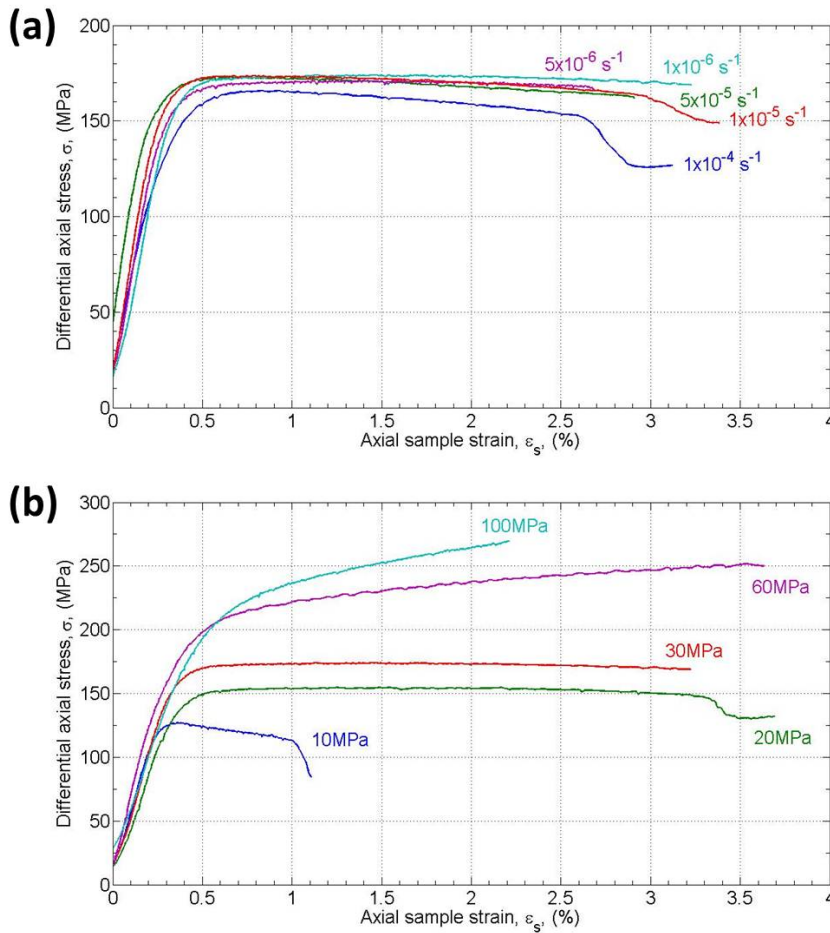 (a)
200
150
100
50
0
Differential axial stress, σ, (MPa)
5x10⁻⁶ s⁻¹
1x10⁻⁶ s⁻¹
5x10⁻⁵ s⁻¹
1x10⁻⁵ s⁻¹
1x10⁻⁴ s⁻¹
0 0.5 1 1.5 2 2.5 3 3.5 4
Axial sample strain, εₛ, (%)
(b)
300
250
200
150
100
50
0
Differential axial stress, σ, (MPa)
100MPa
60MPa
30MPa
20MPa
10MPa
0 0.5 1 1.5 2 2.5 3 3.5 4
Axial sample strain, εₛ, (%)